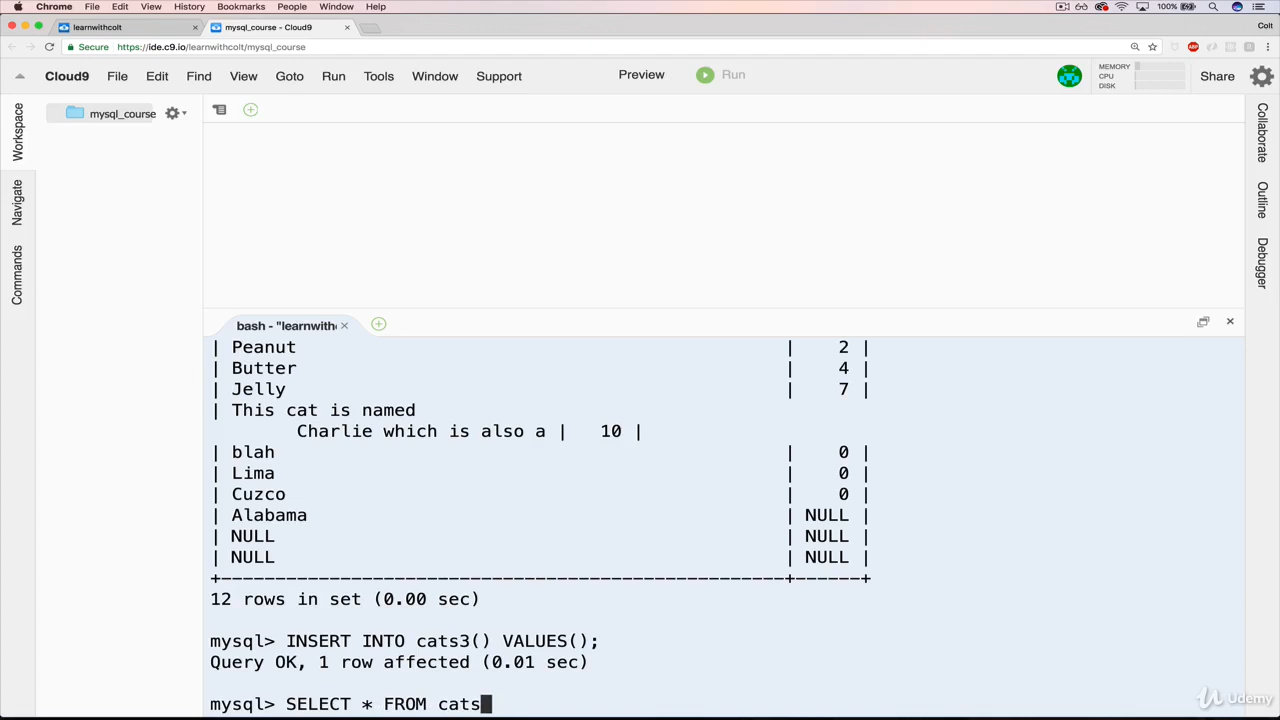 Chrome File Edit View History Bookmarks People Window Help 100%
learnwithcolt mysql_course - Cloud9 Colt
Secure https://ide.c9.io/learnwithcolt/mysql_course ABP
Cloud9 File Edit Find View Goto Run Tools Window Support Preview Run MEMORY CPU DISK Share
Workspace
Navigate
Commands
mysql_course
Collaborate
Outline
Debugger
bash - "learnwith
| Peanut | 2 |
| Butter | 4 |
| Jelly | 7 |
| This cat is named
Charlie which is also a | 10 |
| blah | 0 |
| Lima | 0 |
| Cuzco | 0 |
| Alabama | NULL |
| NULL | NULL |
| NULL | NULL |
+----------------------------------------------------+------+
12 rows in set (0.00 sec)
mysql> INSERT INTO cats3() VALUES();
Query OK, 1 row affected (0.01 sec)
mysql> SELECT * FROM cats
Udemy